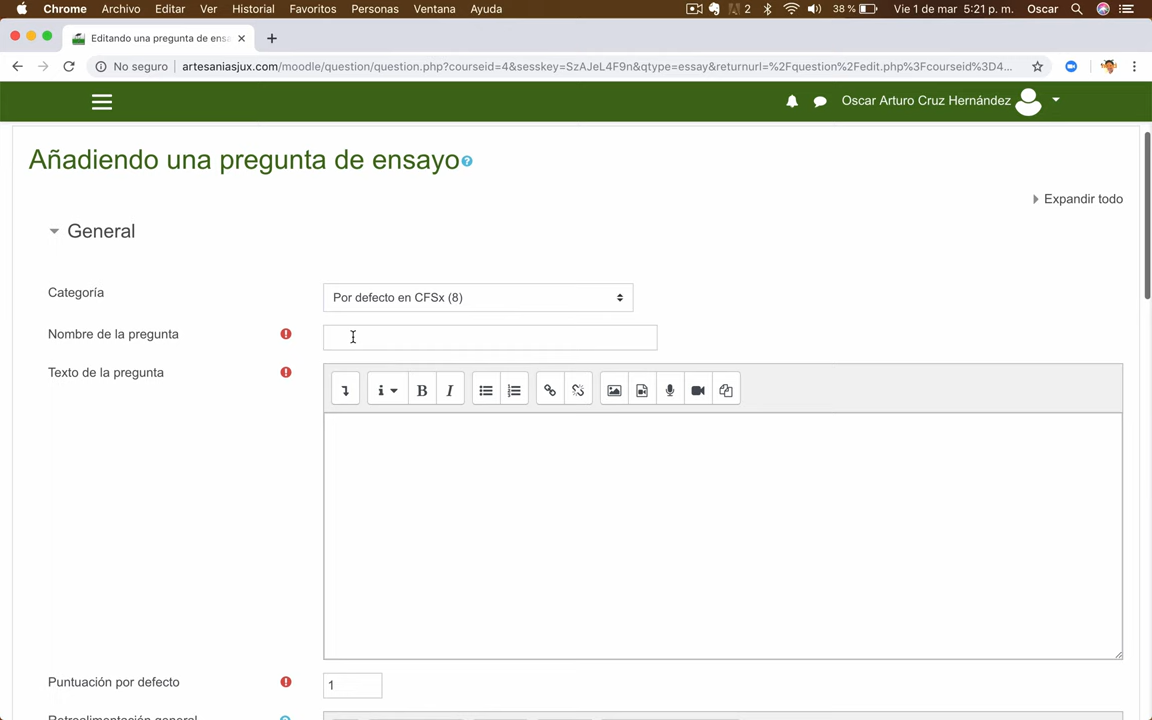 Chrome Archivo Editar Ver Historial Favoritos Personas Ventana Ayuda 2 38 % Vie 1 de mar 5:21 p. m. Oscar
Editando una pregunta de ens
No seguro artesaniasjux.com/moodle/question/question.php?courseid=4&sesskey=SzAJeL4F9n&qtype=essay&returnurl=%2Fquestion%2Fedit.php%3Fcourseid%3D4...
Oscar Arturo Cruz Hernández
Añadiendo una pregunta de ensayo
Expandir todo
General
Categoría
Por defecto en CFSx (8)
Nombre de la pregunta
Texto de la pregunta
B I
Puntuación por defecto
1
Retroalimentación general